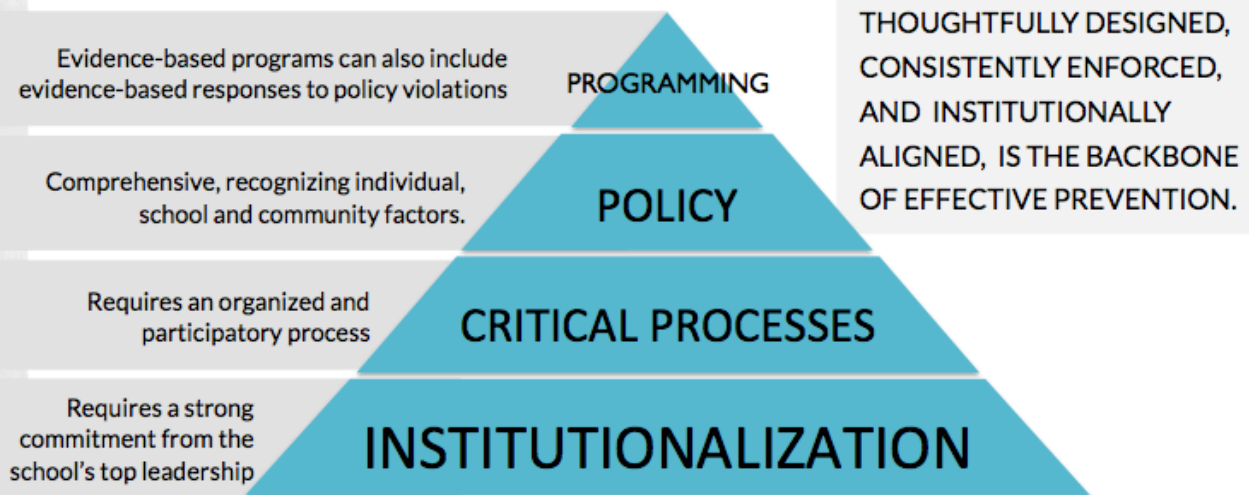 Evidence-based programs can also include
evidence-based responses to policy violations
PROGRAMMING
THOUGHTFULLY DESIGNED,
CONSISTENTLY ENFORCED,
AND INSTITUTIONALLY
ALIGNED, IS THE BACKBONE
OF EFFECTIVE PREVENTION.
Comprehensive, recognizing individual,
school and community factors.
POLICY
Requires an organized and
participatory process
CRITICAL PROCESSES
Requires a strong
commitment from the
school's top leadership
INSTITUTIONALIZATION